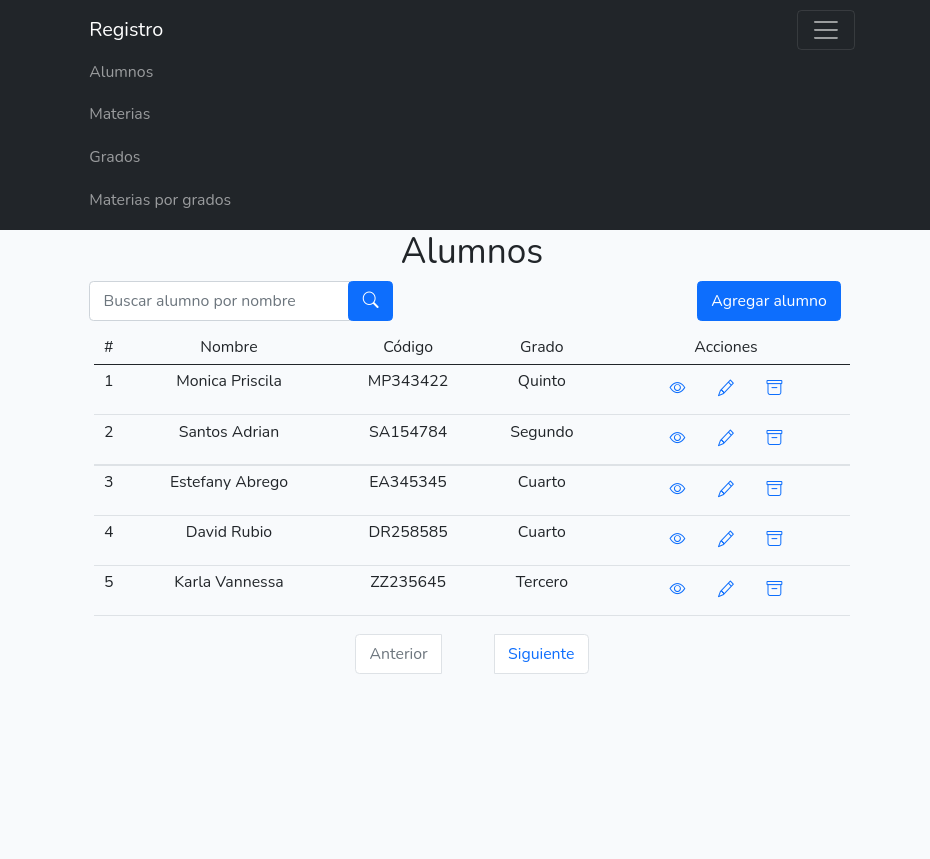 Registro
Alumnos
Materias
Grados
Materias por grados
Alumnos
Buscar alumno por nombre
Agregar alumno
# Nombre Código Grado Acciones
1 Monica Priscila MP343422 Quinto
2 Santos Adrian SA154784 Segundo
3 Estefany Abrego EA345345 Cuarto
4 David Rubio DR258585 Cuarto
5 Karla Vannessa ZZ235645 Tercero
Anterior Siguiente